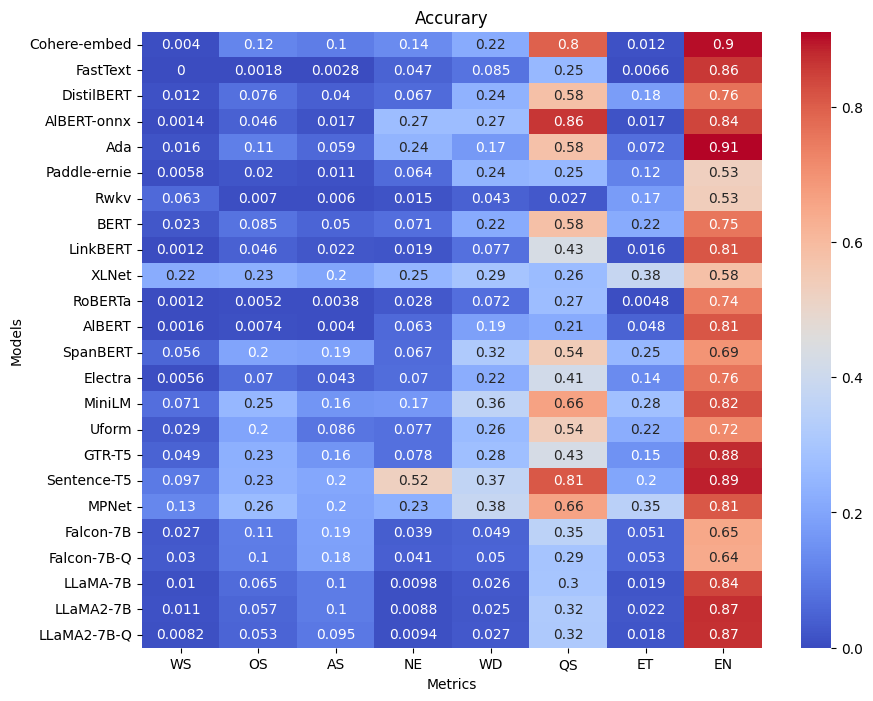 Accurary
Models
Cohere-embed 0.004 0.12 0.1 0.14 0.22 0.8 0.012 0.9
FastText 0 0.0018 0.0028 0.047 0.085 0.25 0.0066 0.86
DistilBERT 0.012 0.076 0.04 0.067 0.24 0.58 0.18 0.76
AlBERT-onnx 0.0014 0.046 0.017 0.27 0.27 0.86 0.017 0.84
Ada 0.016 0.11 0.059 0.24 0.17 0.58 0.072 0.91
Paddle-ernie 0.0058 0.02 0.011 0.064 0.24 0.25 0.12 0.53
Rwkv 0.063 0.007 0.006 0.015 0.043 0.027 0.17 0.53
BERT 0.023 0.085 0.05 0.071 0.22 0.58 0.22 0.75
LinkBERT 0.0012 0.046 0.022 0.019 0.077 0.43 0.016 0.81
XLNet 0.22 0.23 0.2 0.25 0.29 0.26 0.38 0.58
RoBERTa 0.0012 0.0052 0.0038 0.028 0.072 0.27 0.0048 0.74
AlBERT 0.0016 0.0074 0.004 0.063 0.19 0.21 0.048 0.81
SpanBERT 0.056 0.2 0.19 0.067 0.32 0.54 0.25 0.69
Electra 0.0056 0.07 0.043 0.07 0.22 0.41 0.14 0.76
MiniLM 0.071 0.25 0.16 0.17 0.36 0.66 0.28 0.82
Uform 0.029 0.2 0.086 0.077 0.26 0.54 0.22 0.72
GTR-T5 0.049 0.23 0.16 0.078 0.28 0.43 0.15 0.88
Sentence-T5 0.097 0.23 0.2 0.52 0.37 0.81 0.2 0.89
MPNet 0.13 0.26 0.2 0.23 0.38 0.66 0.35 0.81
Falcon-7B 0.027 0.11 0.19 0.039 0.049 0.35 0.051 0.65
Falcon-7B-Q 0.03 0.1 0.18 0.041 0.05 0.29 0.053 0.64
LLaMA-7B 0.01 0.065 0.1 0.0098 0.026 0.3 0.019 0.84
LLaMA2-7B 0.011 0.057 0.1 0.0088 0.025 0.32 0.022 0.87
LLaMA2-7B-Q 0.0082 0.053 0.095 0.0094 0.027 0.32 0.018 0.87
WS OS AS NE WD QS ET EN
Metrics
0.8
0.6
0.4
0.2
0.0